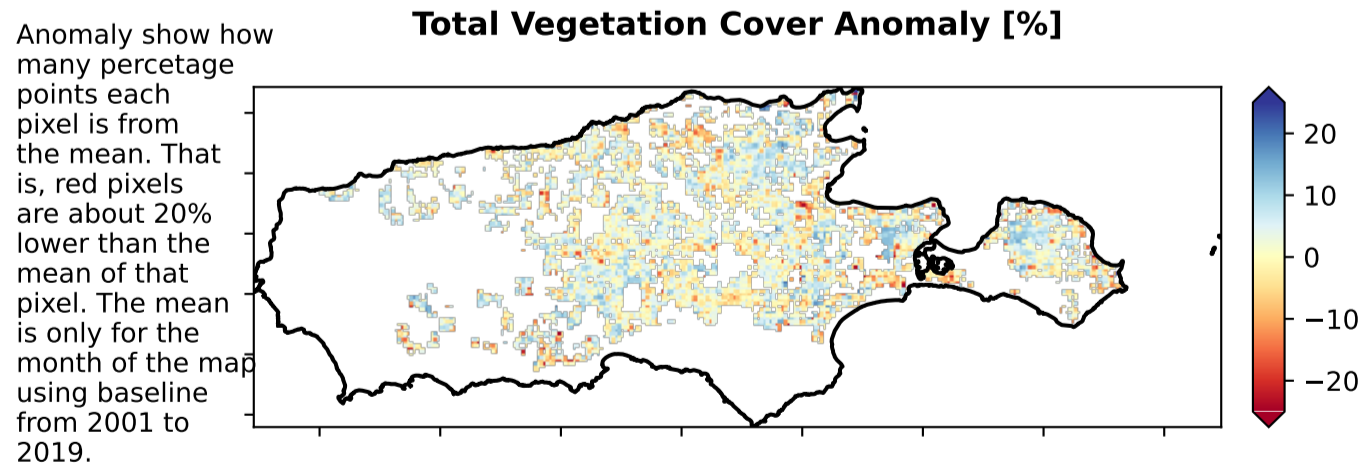 Total Vegetation Cover Anomaly [%]
Anomaly show how
many percetage
points each
pixel is from
the mean. That
is, red pixels
are about 20%
lower than the
mean of that
pixel. The mean
is only for the
month of the map
using baseline
from 2001 to
2019.
20
10
0
−10
−20